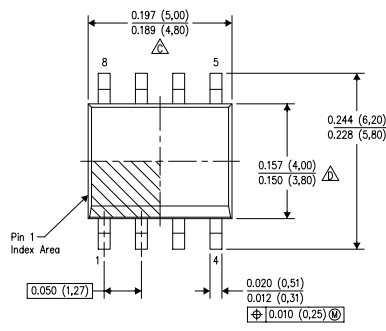 0.197 (5,00)
0.189 (4,80)
C
8
5
0.244 (6,20)
0.228 (5,80)
0.157 (4,00)
0.150 (3,80)
D
Pin 1
Index Area
1
4
0.050 (1,27)
0.020 (0,51)
0.012 (0,31)
⌖ 0.010 (0,25) Ⓜ